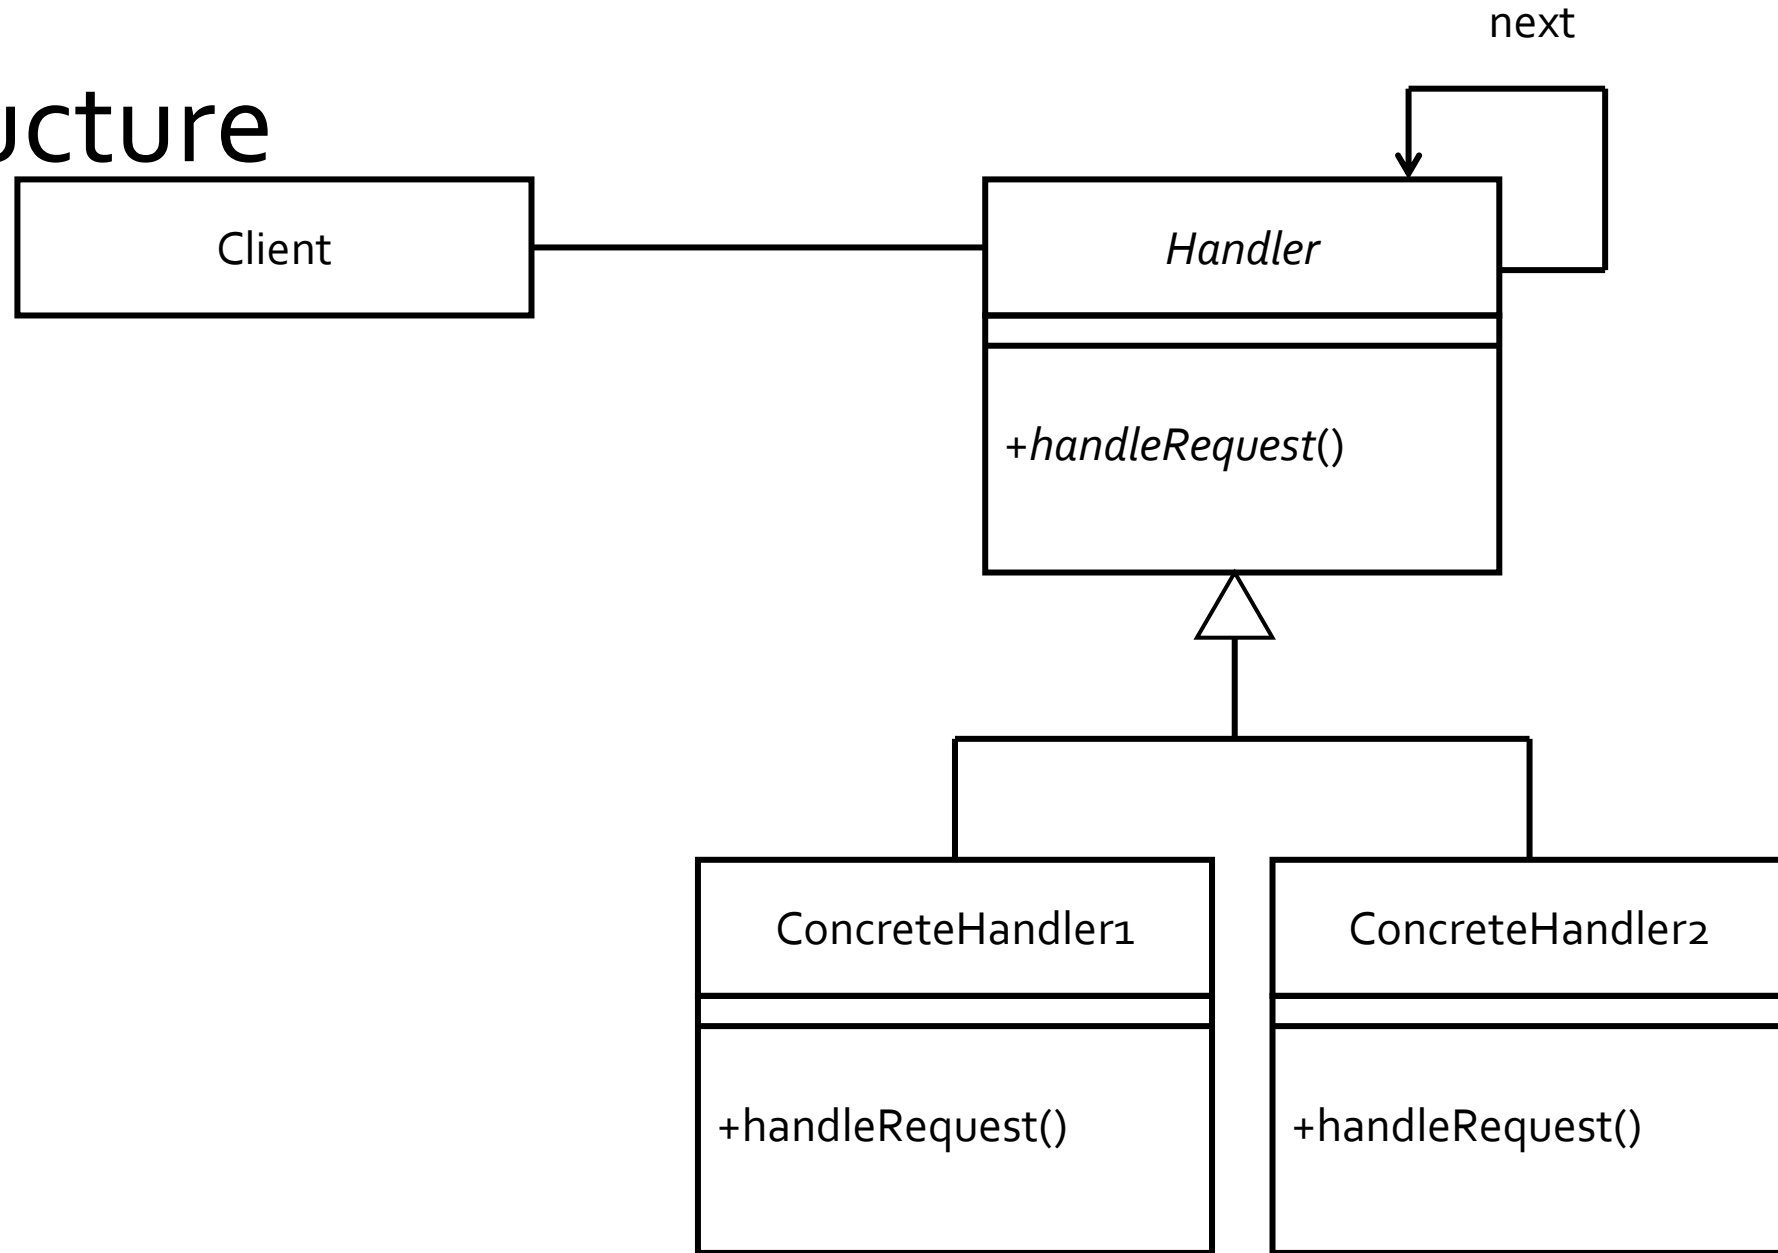 next
ucture
Client
Handler
+handleRequest()
ConcreteHandler1
ConcreteHandler2
+handleRequest()
+handleRequest()